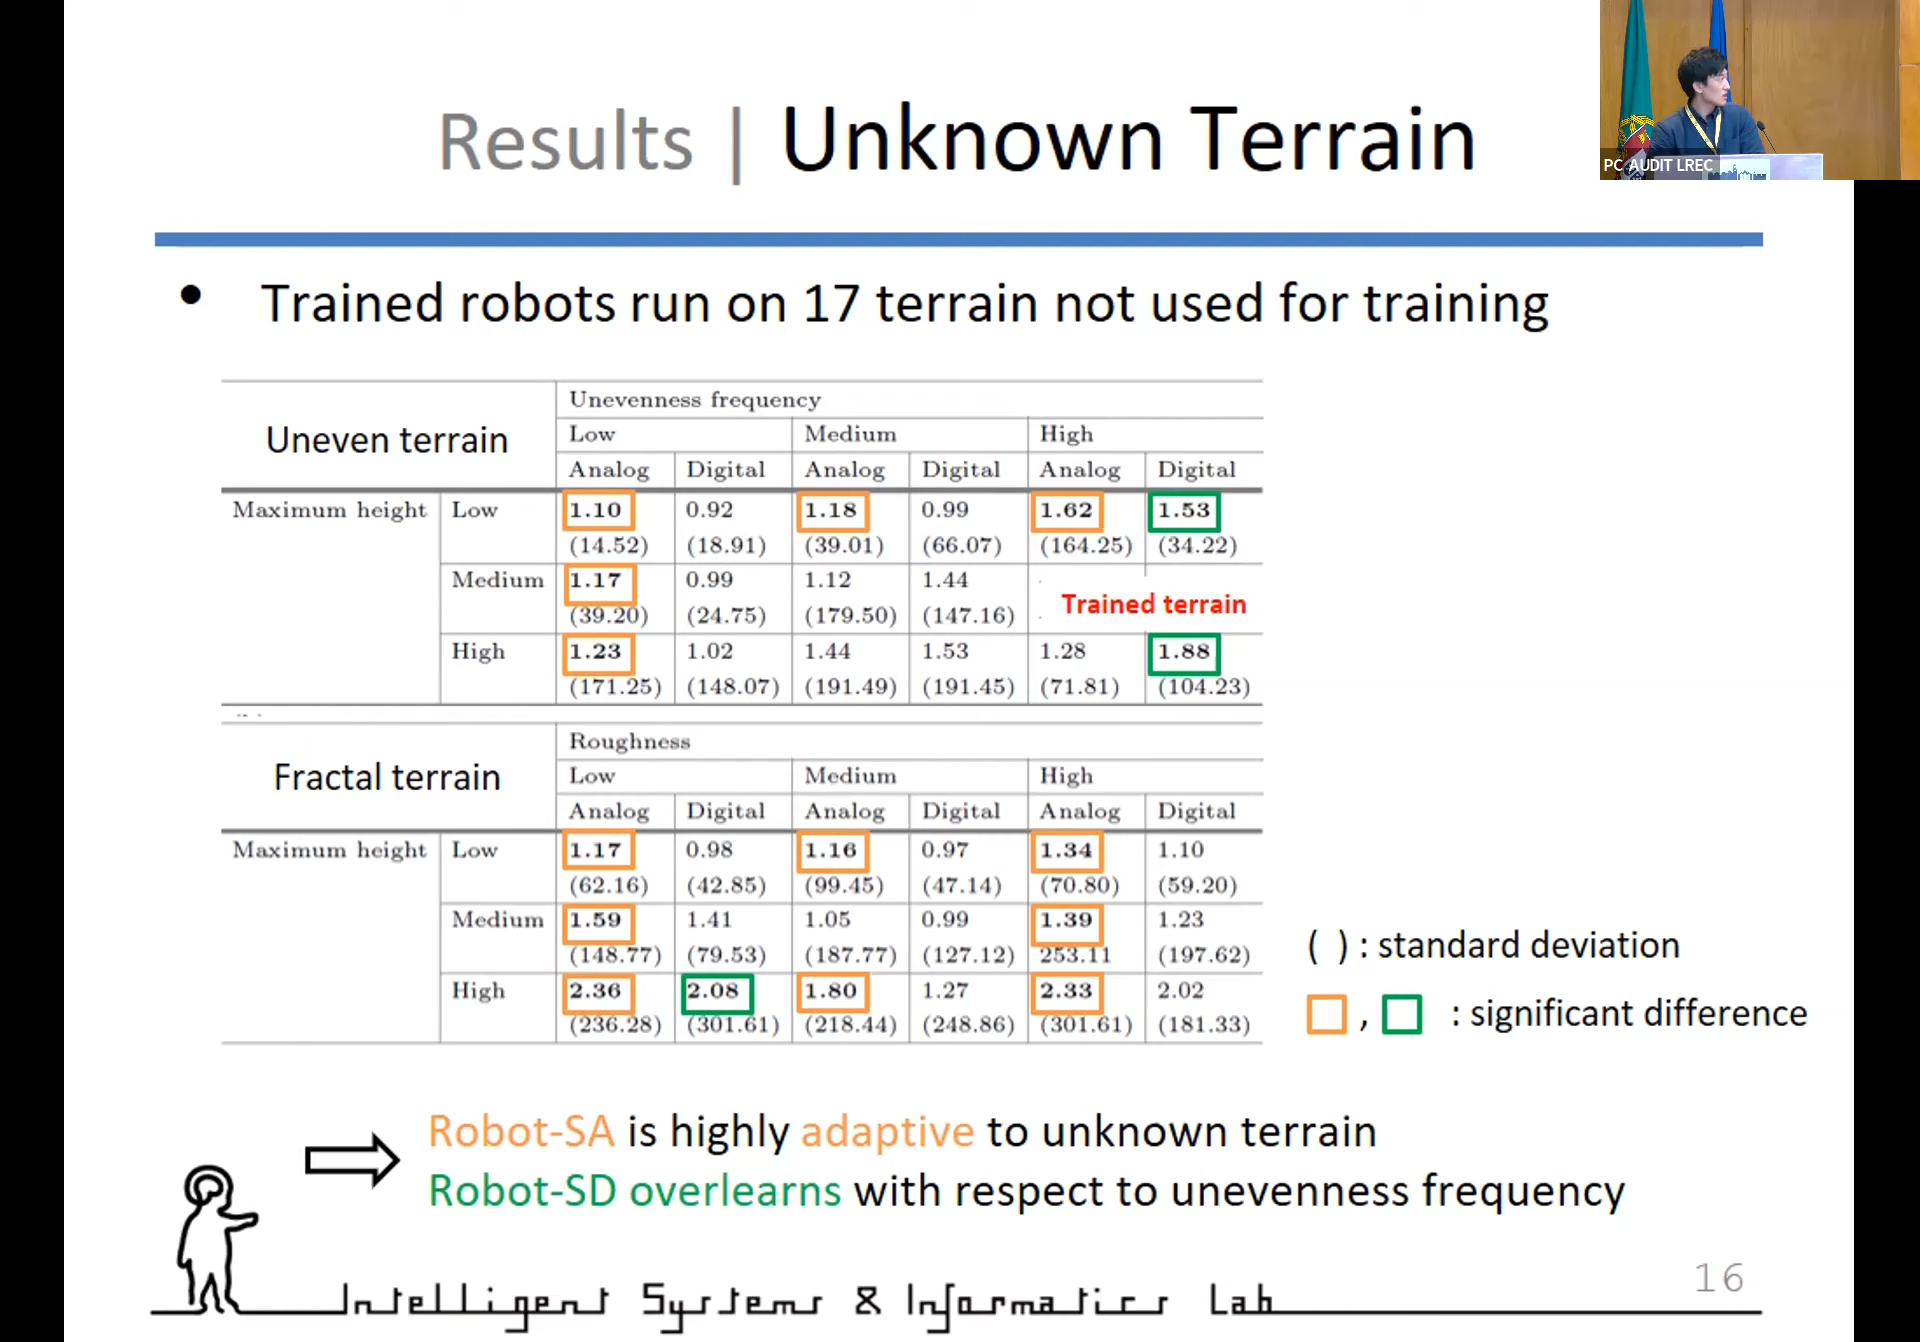 PC_AUDIT LREC
Results | Unknown Terrain
• Trained robots run on 17 terrain not used for training
Uneven terrain
Unevenness frequency
Low Medium High
Analog Digital Analog Digital Analog Digital
Maximum height Low 1.10 0.92 1.18 0.99 1.62 1.53
(14.52) (18.91) (39.01) (66.07) (164.25) (34.22)
Medium 1.17 0.99 1.12 1.44
Trained terrain
(39.20) (24.75) (179.50) (147.16)
High 1.23 1.02 1.44 1.53 1.28 1.88
(171.25) (148.07) (191.49) (191.45) (71.81) (104.23)
Fractal terrain
Roughness
Low Medium High
Analog Digital Analog Digital Analog Digital
Maximum height Low 1.17 0.98 1.16 0.97 1.34 1.10
(62.16) (42.85) (99.45) (47.14) (70.80) (59.20)
Medium 1.59 1.41 1.05 0.99 1.39 1.23
(148.77) (79.53) (187.77) (127.12) 253.11 (197.62)
High 2.36 2.08 1.80 1.27 2.33 2.02
(236.28) (301.61) (218.44) (248.86) (301.61) (181.33)
( ) : standard deviation
, : significant difference
Robot-SA is highly adaptive to unknown terrain
Robot-SD overlearns with respect to unevenness frequency
16
Intelligent Systems & Informatics Lab